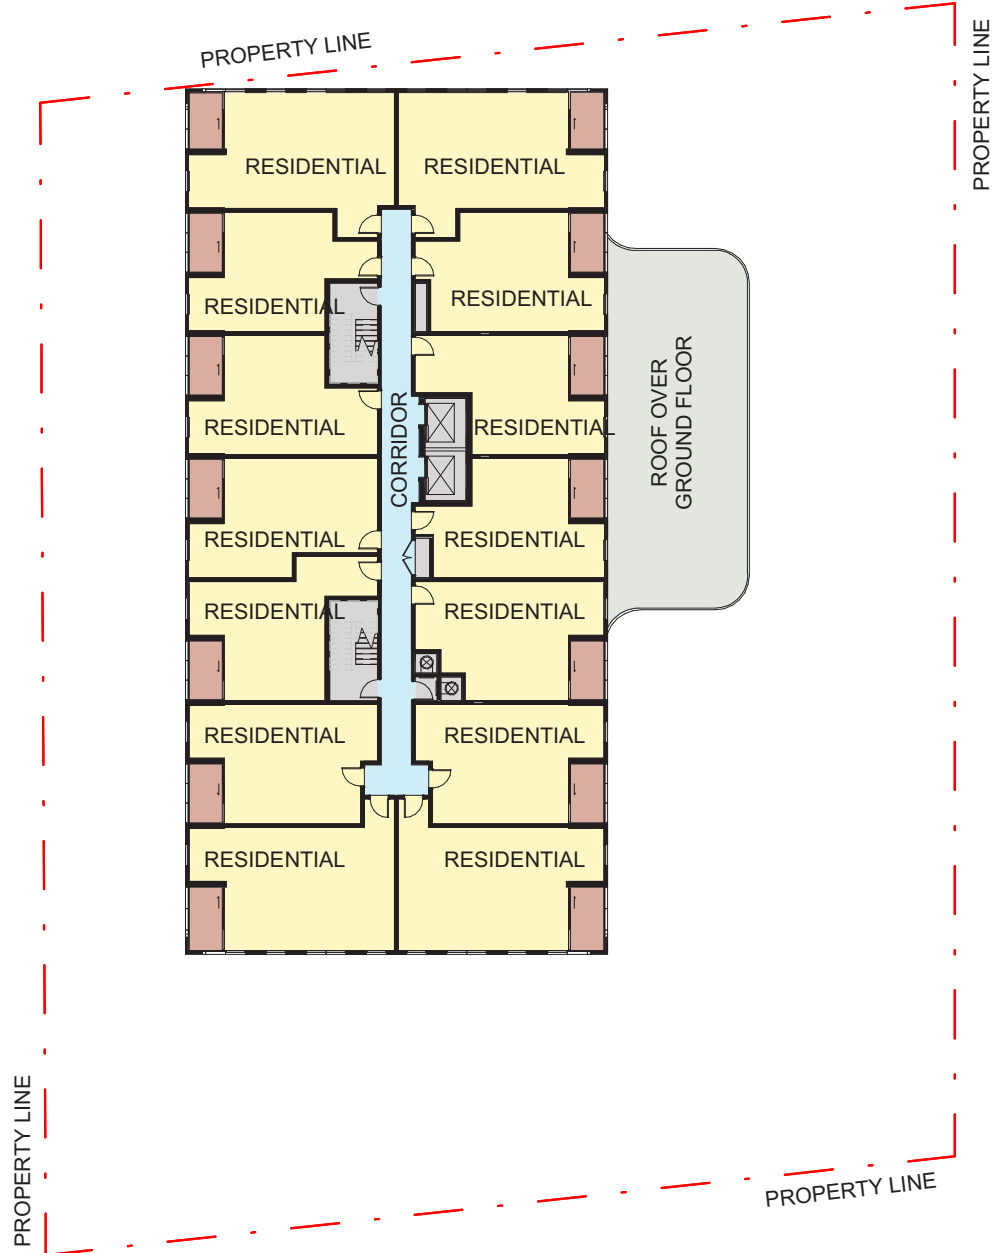 PROPERTY LINE
PROPERTY LINE
RESIDENTIAL
RESIDENTIAL
RESIDENTIAL
RESIDENTIAL
RESIDENTIAL
CORRIDOR
RESIDENTIAL
ROOF OVER
GROUND FLOOR
RESIDENTIAL
RESIDENTIAL
RESIDENTIAL
RESIDENTIAL
RESIDENTIAL
RESIDENTIAL
RESIDENTIAL
RESIDENTIAL
PROPERTY LINE
PROPERTY LINE